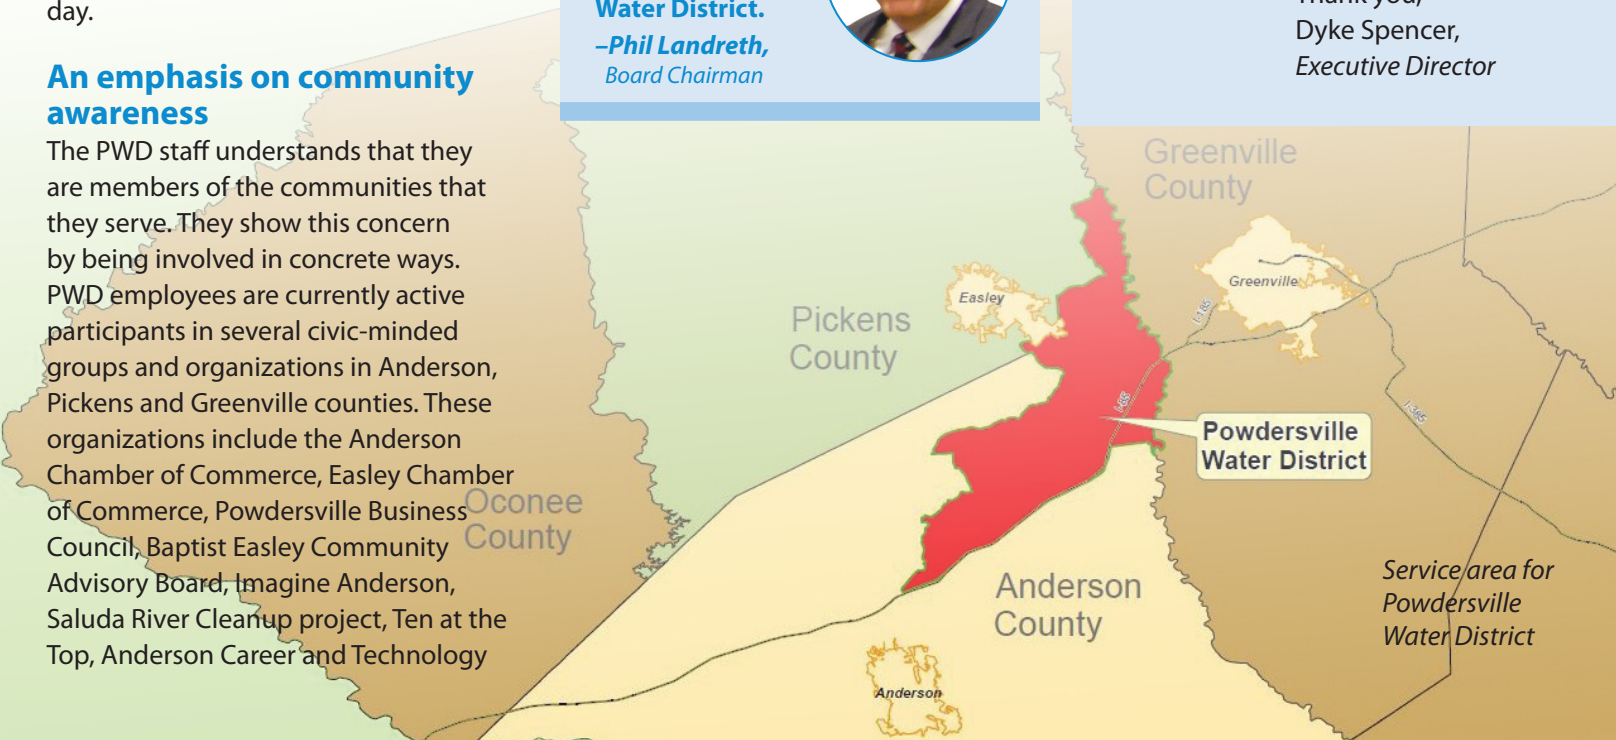 day.
An emphasis on community
awareness
The PWD staff understands that they
are members of the communities that
they serve. They show this concern
by being involved in concrete ways.
PWD employees are currently active
participants in several civic-minded
groups and organizations in Anderson,
Pickens and Greenville counties. These
organizations include the Anderson
Chamber of Commerce, Easley Chamber
of Commerce, Powdersville Business
Council, Baptist Easley Community
Advisory Board, Imagine Anderson,
Saluda River Cleanup project, Ten at the
Top, Anderson Career and Technology
Water District.
–Phil Landreth,
Board Chairman
Thank you,
Dyke Spencer,
Executive Director
Greenville
County
Easley
Greenville
I-185
Pickens
County
I-85
I-385
Powdersville
Water District
Oconee
County
Anderson
County
Anderson
Service area for
Powdersville
Water District